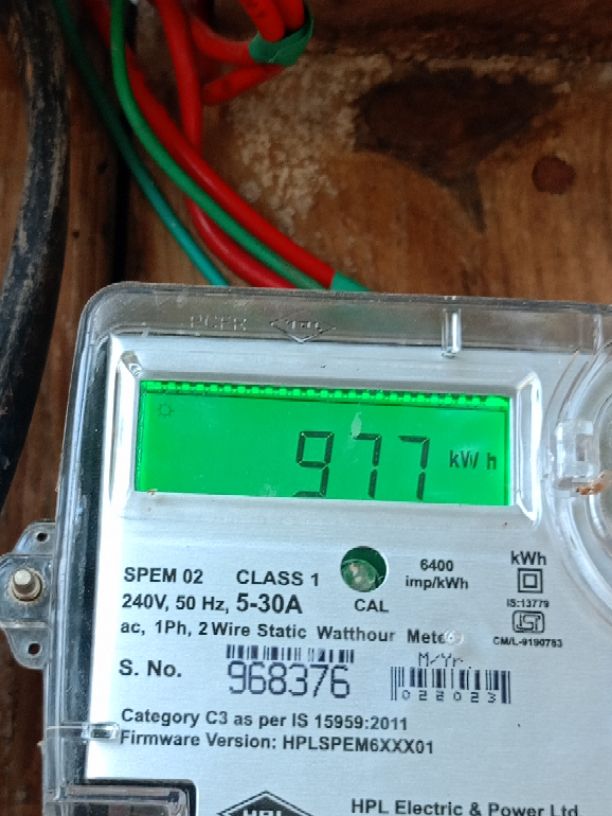 977 kWh
SPEM 02 CLASS 1
6400
imp/kWh
kWh
240V, 50 Hz, 5-30A
CAL
IS:13779
ac, 1Ph, 2 Wire Static Watthour Meter
CM/L-9190783
S. No.
968376
M/Yr.
022023
Category C3 as per IS 15959:2011
Firmware Version: HPLSPEM6XXX01
HPL
HPL Electric & Power Ltd